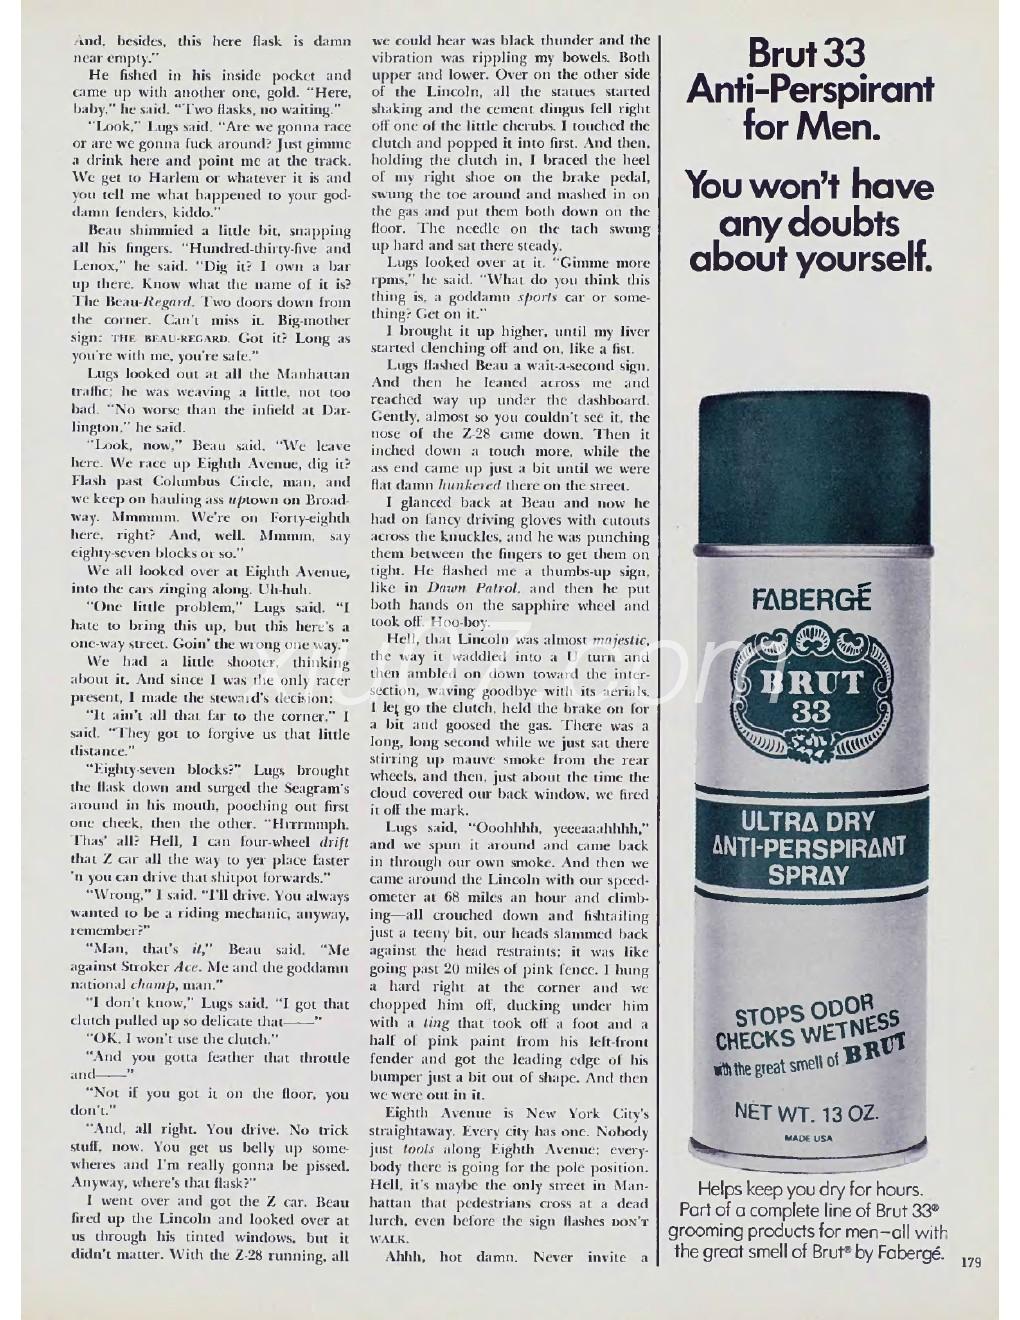 And, besides, this here flask is damn
near empty."
He fished in his inside pocket and
came up with another one, gold. "Here,
baby," he said. "Two flasks, no waiting."
"Look," Lugs said. "Are we gonna race
or are we gonna fuck around? Just gimme
a drink here and point me at the track.
We get to Harlem or whatever it is and
you tell me what happened to your god-
damn fenders, kiddo."
Beau shimmied a little bit, snapping
all his fingers. "Hundred-thirty-five and
Lenox," he said. "Dig it? I own a bar
up there. Know what the name of it is?
The Beau-Regard. Two doors down from
the corner. Can't miss it. Big-mother
sign: THE BEAU-REGARD. Got it? Long as
you're with me, you're safe."
Lugs looked out at all the Manhattan
traffic; he was weaving a little, not too
bad. "No worse than the infield at Dar-
lington," he said.
"Look, now," Beau said, "We leave
here. We race up Eighth Avenue, dig it?
Flash past Columbus Circle, man, and
we keep on hauling ass uptown on Broad-
way. Mmmmm. We're on Forty-eighth
here, right? And, well. Mmmm, say
eighty-seven blocks or so."
We all looked over at Eighth Avenue,
into the cars zinging along. Uh-huh.
"One little problem," Lugs said. "I
hate to bring this up, but this here's a
one-way street. Goin' the wrong one way."
We had a little shooter, thinking
about it. And since I was the only racer
present, I made the steward's decision:
"It ain't all that far to the corner," I
said. "They got to forgive us that little
distance."
"Eighty-seven blocks?" Lugs brought
the flask down and surged the Seagram's
around in his mouth, pooching out first
one cheek, then the other. "Hrrmmph.
Thas' all? Hell, I can four-wheel drift
that Z car all the way to yer place faster
'n you can drive that shitpot forwards."
"Wrong," I said. "I'll drive. You always
wanted to be a riding mechanic, anyway,
remember?"
"Man, that's it," Beau said. "Me
against Stroker Ace. Me and the goddamn
national champ, man."
"I don't know," Lugs said. "I got that
clutch pulled up so delicate that——"
"OK. I won't use the clutch."
"And you gotta feather that throttle
and——"
"Not if you got it on the floor, you
don't."
"And, all right. You drive. No trick
stuff, now. You get us belly up some-
wheres and I'm really gonna be pissed.
Anyway, where's that flask?"
I went over and got the Z car. Beau
fired up the Lincoln and looked over at
us through his tinted windows, but it
didn't matter. With the Z-28 running, all
we could hear was black thunder and the
vibration was rippling my bowels. Both
upper and lower. Over on the other side
of the Lincoln, all the statues started
shaking and the cement dingus fell right
off one of the little cherubs. I touched the
clutch and popped it into first. And then,
holding the clutch in, I braced the heel
of my right shoe on the brake pedal,
swung the toe around and mashed in on
the gas and put them both down on the
floor. The needle on the tach swung
up hard and sat there steady.
Lugs looked over at it. "Gimme more
rpms," he said. "What do you think this
thing is, a goddamn sports car or some-
thing? Get on it."
I brought it up higher, until my liver
started clenching off and on, like a fist.
Lugs flashed Beau a wait-a-second sign.
And then he leaned across me and
reached way up under the dashboard.
Gently, almost so you couldn't see it, the
nose of the Z-28 came down. Then it
inched down a touch more, while the
ass end came up just a bit until we were
flat damn hunkered there on the street.
I glanced back at Beau and now he
had on fancy driving gloves with cutouts
across the knuckles, and he was punching
them between the fingers to get them on
tight. He flashed me a thumbs-up sign,
like in Dawn Patrol, and then he put
both hands on the sapphire wheel and
took off. Hoo-boy.
Hell, that Lincoln was almost majestic,
the way it waddled into a U turn and
then ambled on down toward the inter-
section, waving goodbye with its aerials.
I let go the clutch, held the brake on for
a bit and goosed the gas. There was a
long, long second while we just sat there
stirring up mauve smoke from the rear
wheels, and then, just about the time the
cloud covered our back window, we fired
it off the mark.
Lugs said, "Ooohhhh, yeeeaaahhhh,"
and we spun it around and came back
in through our own smoke. And then we
came around the Lincoln with our speed-
ometer at 68 miles an hour and climb-
ing—all crouched down and fishtailing
just a teeny bit, our heads slammed back
against the head restraints; it was like
going past 20 miles of pink fence. I hung
a hard right at the corner and we
chopped him off, ducking under him
with a ting that took off a foot and a
half of pink paint from his left-front
fender and got the leading edge of his
bumper just a bit out of shape. And then
we were out in it.
Eighth Avenue is New York City's
straightaway. Every city has one. Nobody
just tools along Eighth Avenue; every-
body there is going for the pole position.
Hell, it's maybe the only street in Man-
hattan that pedestrians cross at a dead
lurch, even before the sign flashes DON'T
WALK.
Ahhh, hot damn. Never invite a
Brut 33
Anti-Perspirant
for Men.
You won't have
any doubts
about yourself.
FABERGÉ
BRUT
33
ULTRA DRY
ANTI-PERSPIRANT
SPRAY
STOPS ODOR
CHECKS WETNESS
with the great smell of BRUT
NET WT. 13 OZ.
MADE USA
Helps keep you dry for hours.
Part of a complete line of Brut 33®
grooming products for men—all with
the great smell of Brut® by Fabergé.
179